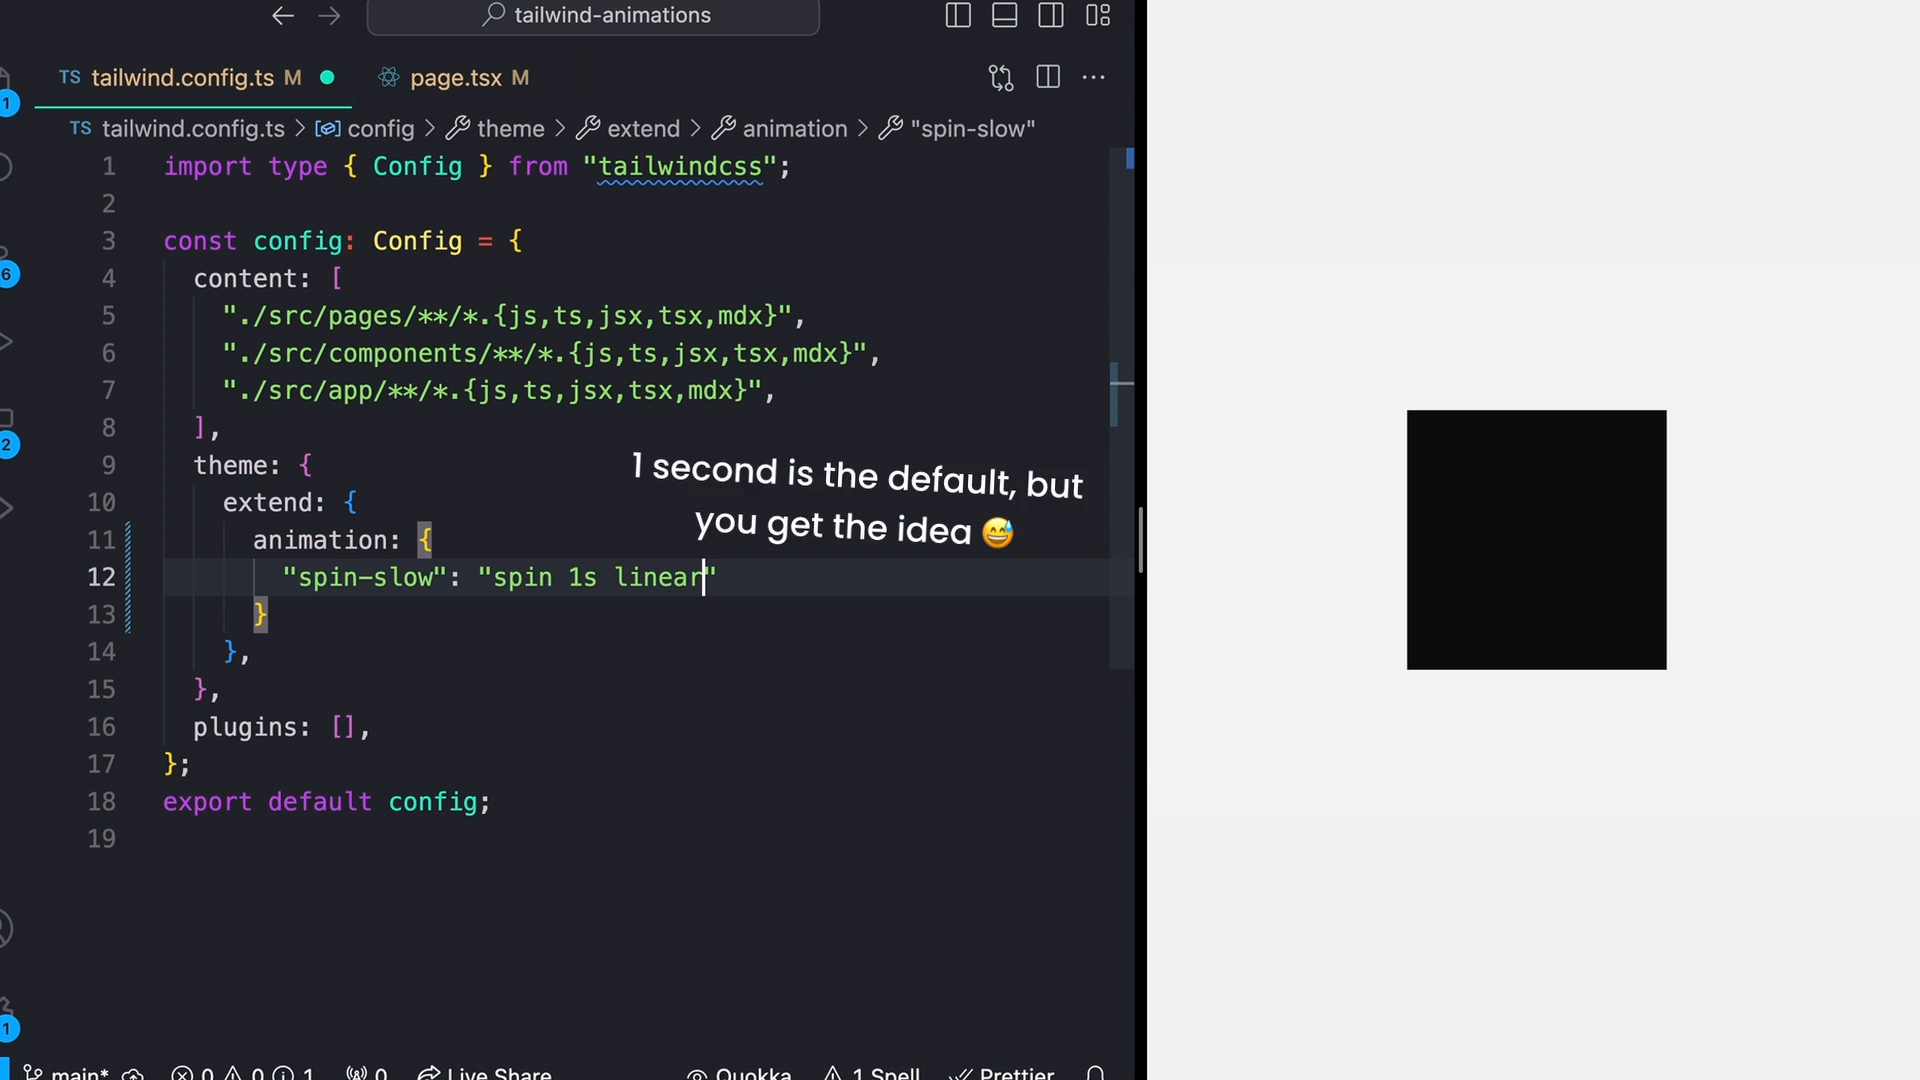 tailwind-animations
TS tailwind.config.ts M
page.tsx M
1
TS tailwind.config.ts > config > theme > extend > animation > "spin-slow"
1 import type { Config } from "tailwindcss";
2
3 const config: Config = {
4 content: [
6
5 "./src/pages/**/*.{js,ts,jsx,tsx,mdx}",
6 "./src/components/**/*.{js,ts,jsx,tsx,mdx}",
7 "./src/app/**/*.{js,ts,jsx,tsx,mdx}",
8 ],
2
9 theme: {
1 second is the default, but
you get the idea 😅
10 extend: {
11 animation: {
12 "spin-slow": "spin 1s linear"
13 }
14 },
15 },
16 plugins: [],
17 };
18 export default config;
19
1
main* 0 0 1 0 Live Share Quokka 1 Spell Prettier